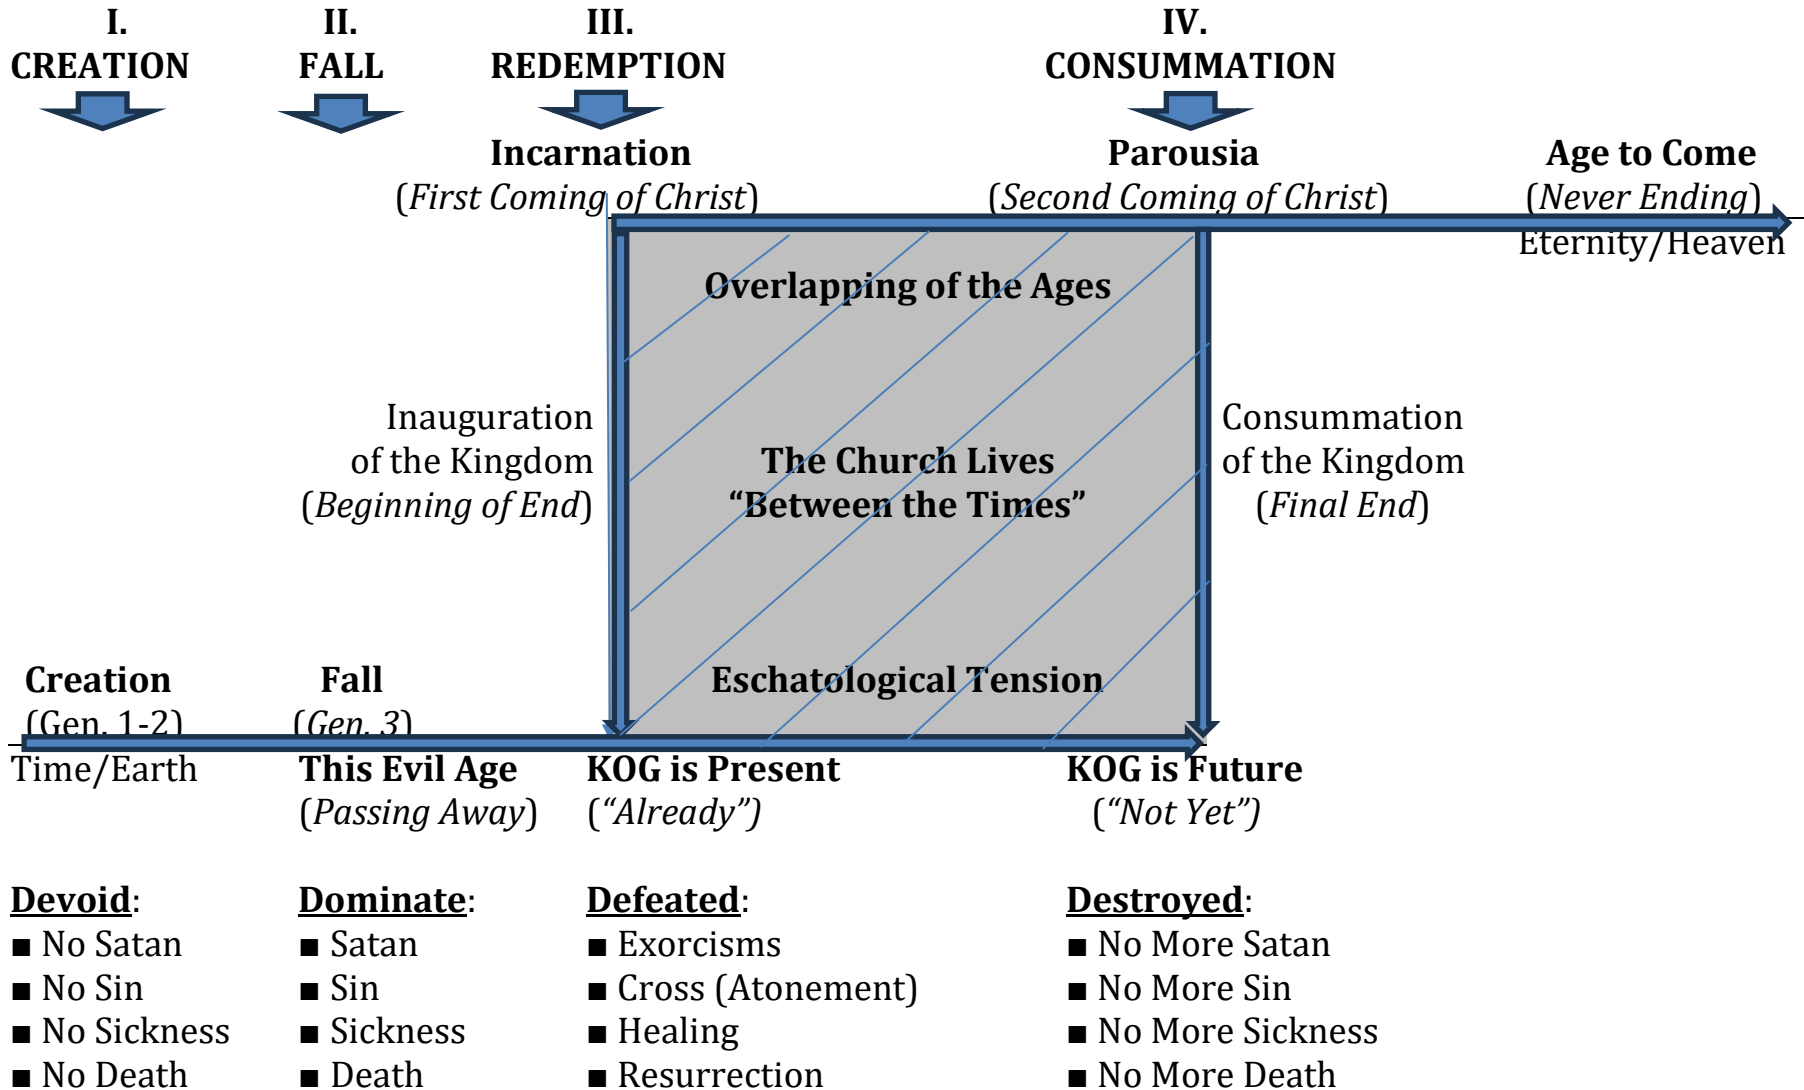 I.
CREATION
II.
FALL
III.
REDEMPTION
IV.
CONSUMMATION
Incarnation
(First Coming of Christ)
Parousia
(Second Coming of Christ)
Age to Come
(Never Ending)
Eternity/Heaven
Overlapping of the Ages
Inauguration
of the Kingdom
(Beginning of End)
The Church Lives
“Between the Times”
Consummation
of the Kingdom
(Final End)
Eschatological Tension
Creation
(Gen. 1-2)
Time/Earth
Fall
(Gen. 3)
This Evil Age
(Passing Away)
KOG is Present
(“Already”)
KOG is Future
(“Not Yet”)
Devoid:
■ No Satan
■ No Sin
■ No Sickness
■ No Death
Dominate:
■ Satan
■ Sin
■ Sickness
■ Death
Defeated:
■ Exorcisms
■ Cross (Atonement)
■ Healing
■ Resurrection
Destroyed:
■ No More Satan
■ No More Sin
■ No More Sickness
■ No More Death